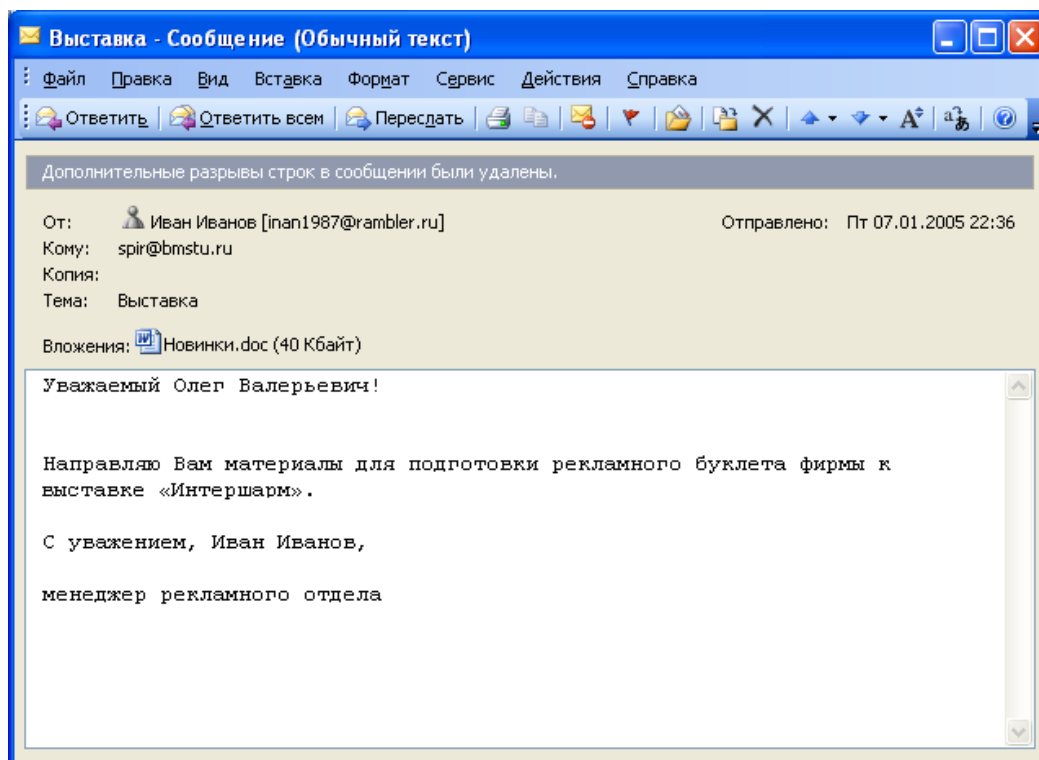 Выставка - Сообщение (Обычный текст)
Файл Правка Вид Вставка Формат Сервис Действия Справка
Ответить Ответить всем Переслать
Дополнительные разрывы строк в сообщении были удалены.
От: Иван Иванов [inan1987@rambler.ru] Отправлено: Пт 07.01.2005 22:36
Кому: spir@bmstu.ru
Копия:
Тема: Выставка
Вложения: Новинки.doc (40 Кбайт)
Уважаемый Олег Валерьевич!
Направляю Вам материалы для подготовки рекламного буклета фирмы к
выставке «Интершарм».
С уважением, Иван Иванов,
менеджер рекламного отдела